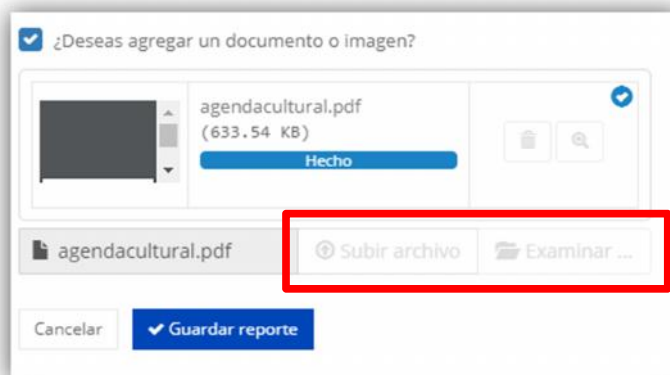 ¿Deseas agregar un documento o imagen?
agendacultural.pdf
(633.54 KB)
Hecho
agendacultural.pdf
Subir archivo
Examinar ...
Cancelar
Guardar reporte